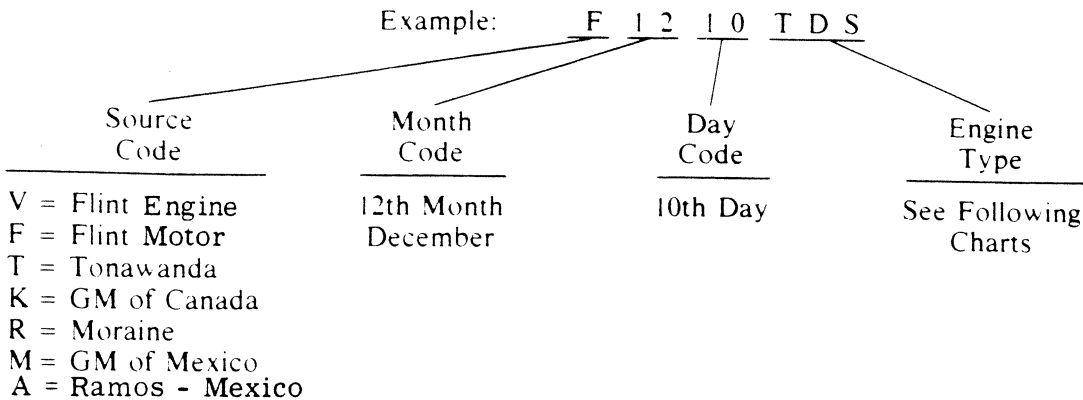 Example: F 12 10 TDS
Source Code
Month Code
Day Code
Engine Type
V = Flint Engine
F = Flint Motor
T = Tonawanda
K = GM of Canada
R = Moraine
M = GM of Mexico
A = Ramos - Mexico
12th Month
December
10th Day
See Following
Charts